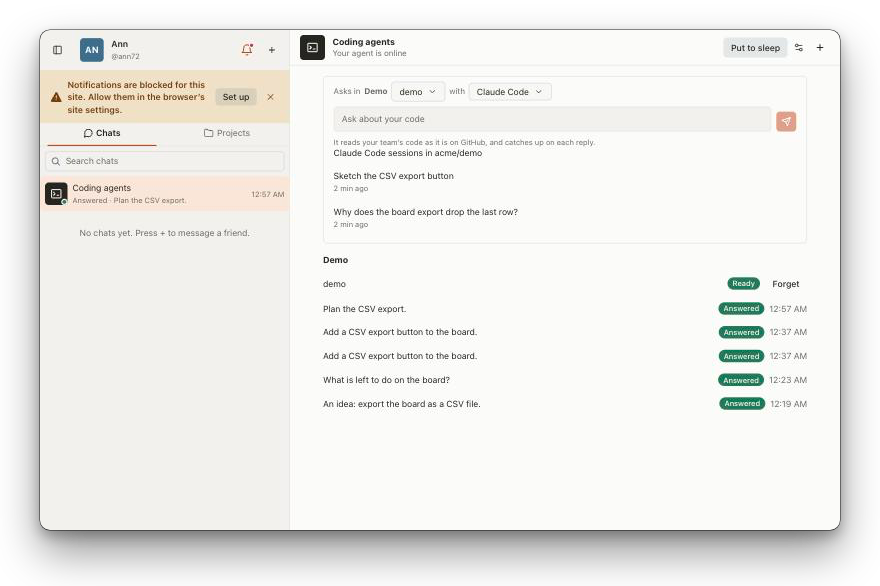 AN
Ann
@ann72
Notifications are blocked for this
site. Allow them in the browser's
site settings.
Set up
Chats
Projects
Search chats
Coding agents
12:57 AM
Answered · Plan the CSV export.
No chats yet. Press + to message a friend.
Coding agents
Your agent is online
Put to sleep
Asks in Demo demo with Claude Code
Ask about your code
It reads your team's code as it is on GitHub, and catches up on each reply.
Claude Code sessions in acme/demo
Sketch the CSV export button
2 min ago
Why does the board export drop the last row?
2 min ago
Demo
demo Ready Forget
Plan the CSV export. Answered 12:57 AM
Add a CSV export button to the board. Answered 12:37 AM
Add a CSV export button to the board. Answered 12:37 AM
What is left to do on the board? Answered 12:23 AM
An idea: export the board as a CSV file. Answered 12:19 AM